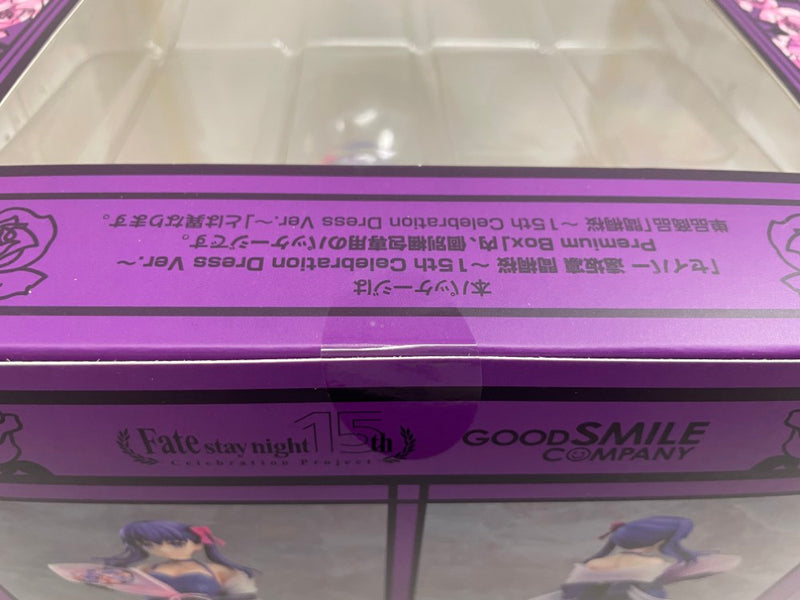 本パッケージは
「セイバー 遠坂凛 間桐桜 ～15th Celebration Dress Ver.～
Premium Box」内、個別梱包専用のパッケージです。
単品商品「間桐桜 ～15th Celebration Dress Ver.～」とは異なります。
Fate stay night 15th
Celebration Project
GOOD SMILE
COMPANY